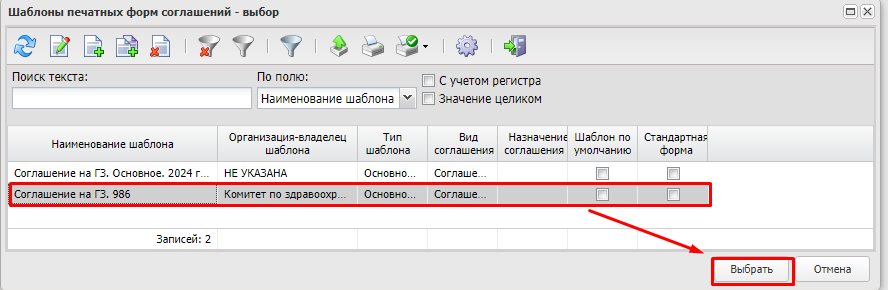 Шаблоны печатных форм соглашений - выбор
Поиск текста:
По полю:
С учетом регистра
Наименование шаблона
Значение целиком
Наименование шаблона
Организация-владелец шаблона
Тип шаблона
Вид соглашения
Назначение соглашения
Шаблон по умолчанию
Стандартная форма
Соглашение на ГЗ. Основное. 2024 г... НЕ УКАЗАНА Основно... Соглаше...
Соглашение на ГЗ. 986 Комитет по здравоохр... Основно... Соглаше...
Записей: 2
Выбрать Отмена